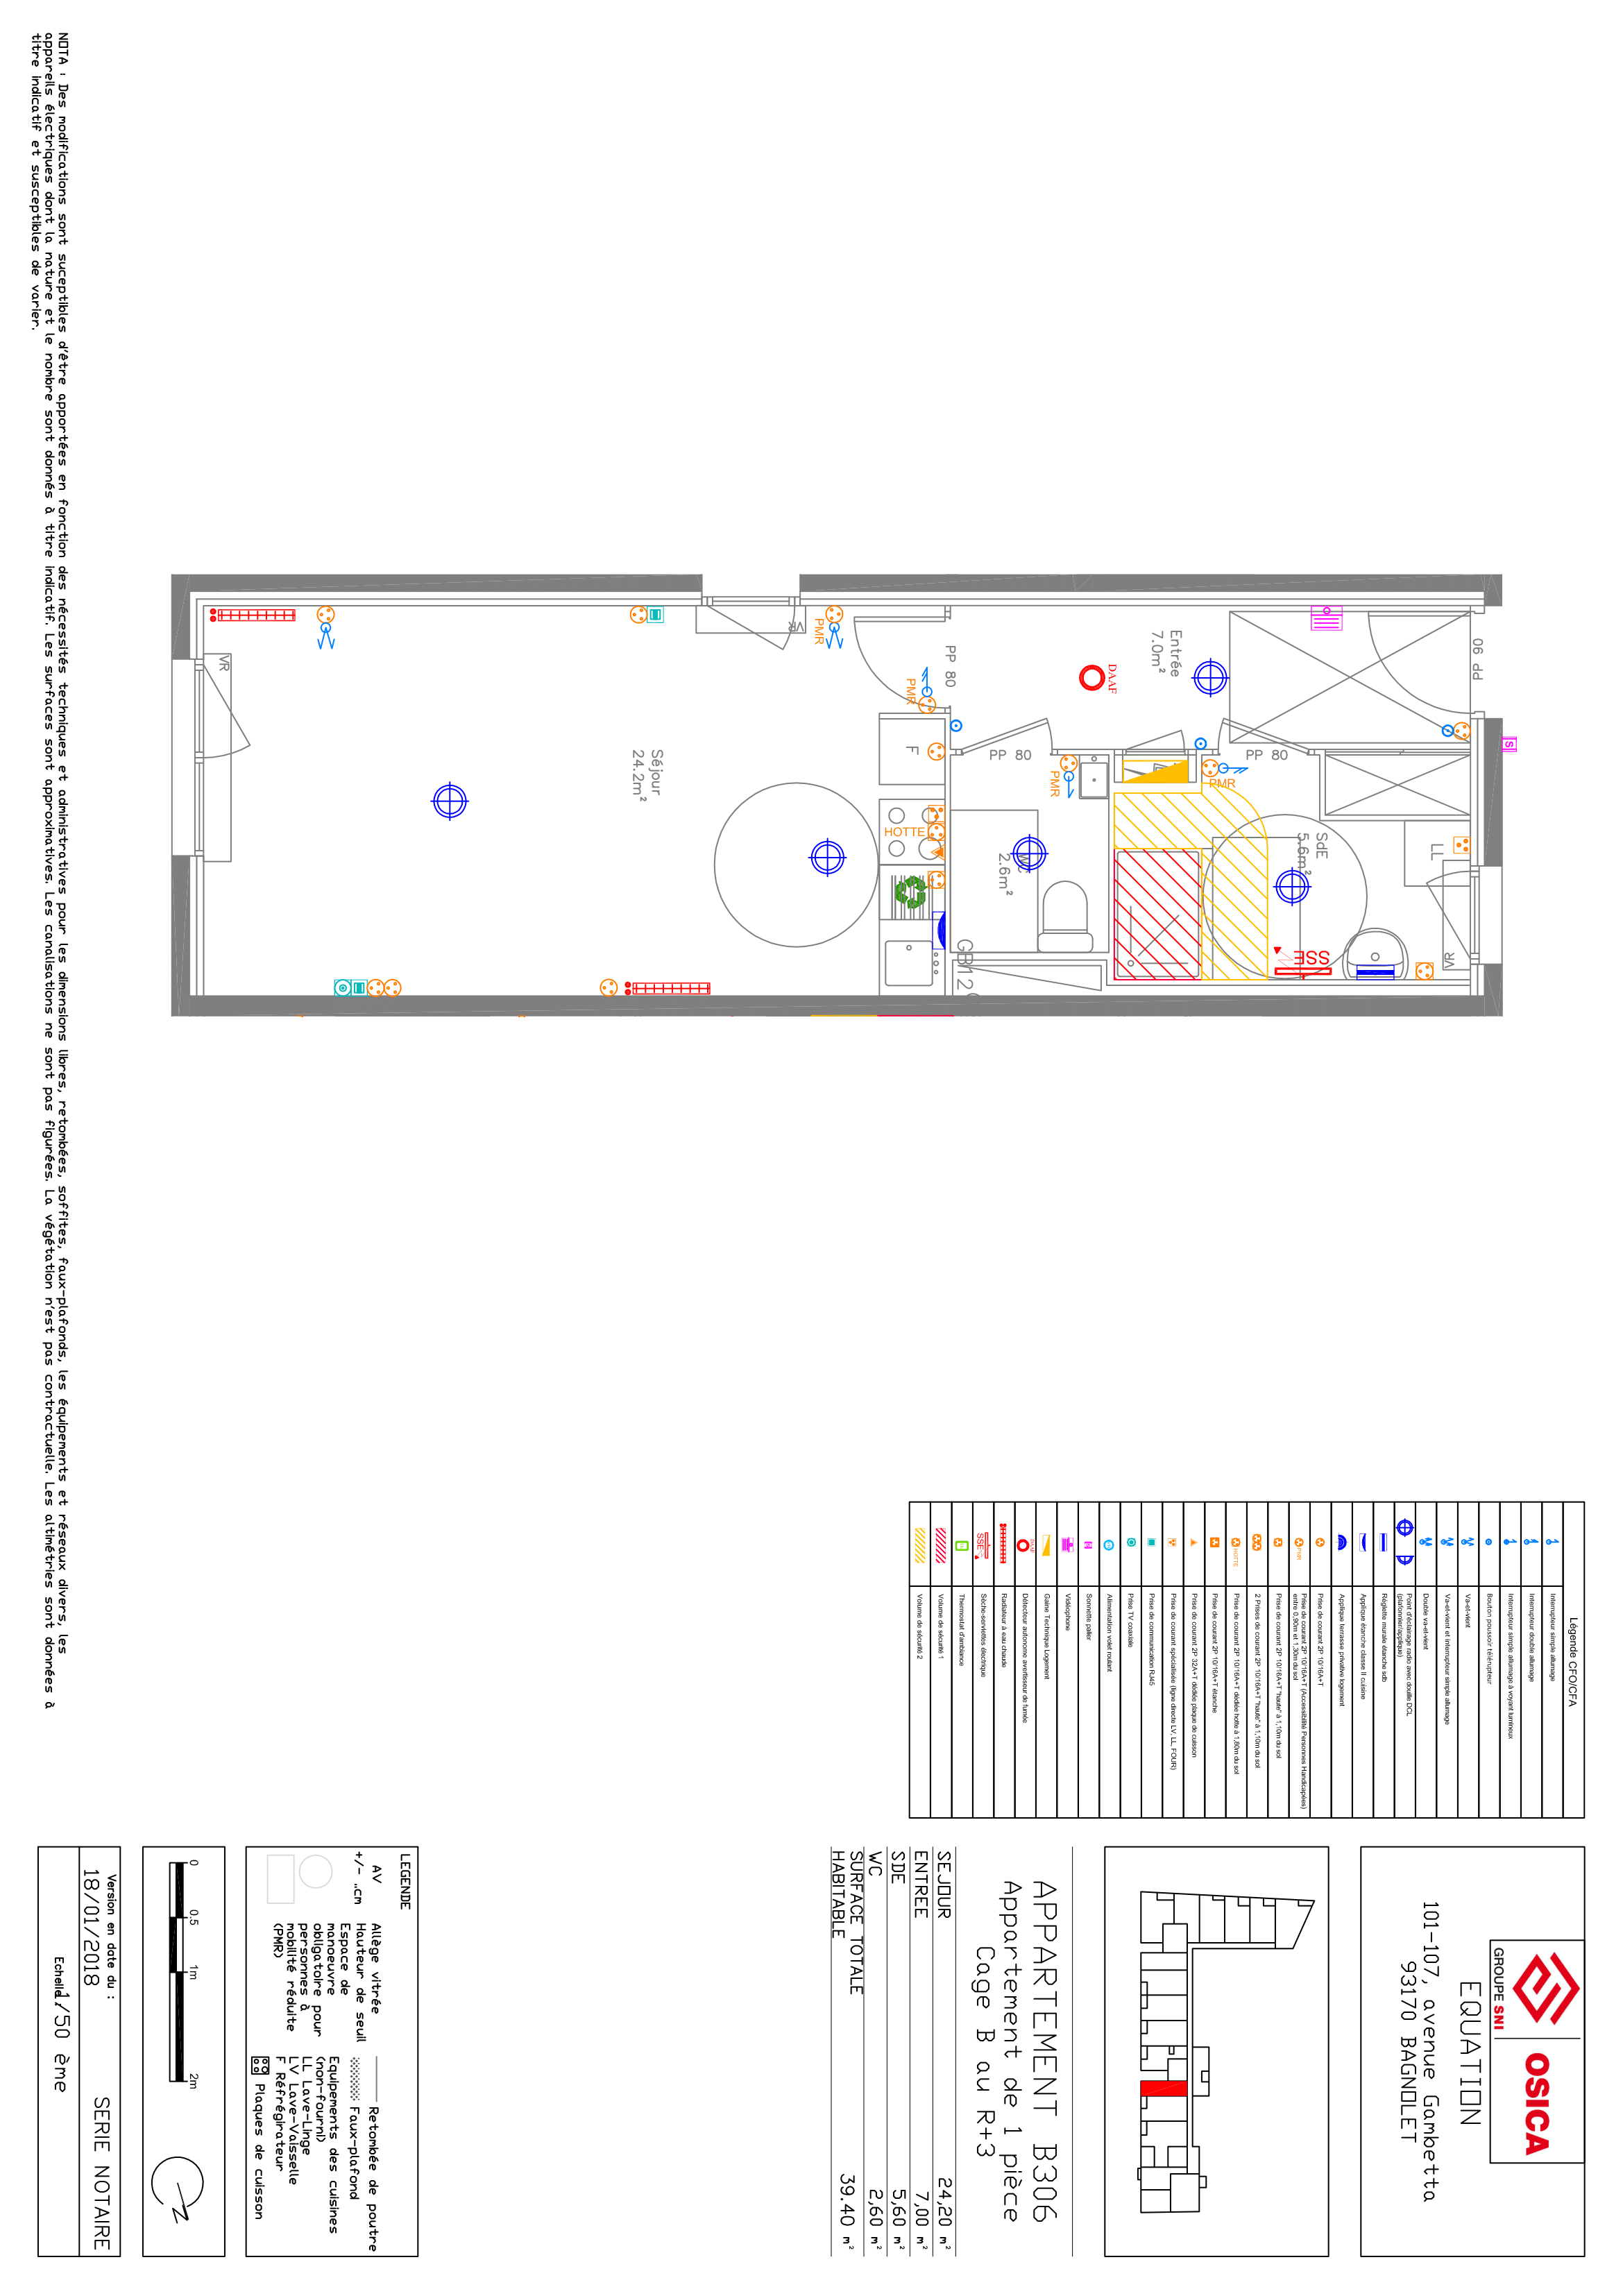 GROUPE SNI
OSICA
EQUATION
101-107, avenue Gambetta
93170 BAGNOLET
APPARTEMENT B306
Appartement de 1 pièce
Cage B au R+3
SEJOUR 24,20 m²
ENTREE 7,00 m²
SDE 5,60 m²
WC 2,60 m²
SURFACE TOTALE
HABITABLE 39.40 m²
LEGENDE
AV Allège vitrée
+/- ..cm Hauteur de seuil
Espace de
manoeuvre
obligatoire pour
personnes à
mobilité réduite
(PMR)
Retombée de poutre
Faux-plafond
Equipements des cuisines
(non-fourni)
LL Lave-Linge
LV Lave-Vaisselle
F Réfrégirateur
Plaques de cuisson
0 0.5 1m 2m
N
Version en date du :
18/01/2018 SERIE NOTAIRE
Echelle 1/50 ème
Légende CFO/CFA
Interrupteur simple allumage
Interrupteur double allumage
Interrupteur simple allumage à voyant lumineux
Bouton poussoir télérupteur
Va-et-vient
Va-et-vient et interrupteur simple allumage
Double va-et-vient
Point d'éclairage radio avec douille DCL
(plafonnier/applique)
Réglette murale étanche sdb
Applique étanche classe II cuisine
Applique terrasse privative logement
Prise de courant 2P 10/16A+T
PMR Prise de courant 2P 10/16A+T (Accessibilité Personnes Handicapées)
entre 0,90m et 1,30m du sol
Prise de courant 2P 10/16A+T "haute" à 1,10m du sol
2 Prises de courant 2P 10/16A+T "haute" à 1,10m du sol
HOTTE Prise de courant 2P 10/16A+T dédiée hotte à 1,80m du sol
Prise de courant 2P 10/16A+T étanche
Prise de courant 2P 32A+T dédiée plaque de cuisson
Prise de courant spécialisée (ligne directe LV, LL, FOUR)
Prise de communication RJ45
Prise TV coaxiale
Alimentation volet roulant
Sonnette palier
Vidéophone
Gaine Technique Logement
DAAF Détecteur autonome avertisseur de fumée
Radiateur à eau chaude
SSE Sèche-serviettes électrique
Thermostat d'ambiance
Volume de sécurité 1
Volume de sécurité 2
PP 90
S
Entrée
7.0m²
DAAF
PP 80
PP 80
PP 80
PMR
PMR
PMR
PMR
SdE
5.6m²
LL
VR
SSE
WC
2.6m²
F
HOTTE
Séjour
24.2m²
VR
VR
NOTA : Des modifications sont suceptibles d'être apportées en fonction des nécessités techniques et administratives pour les dimensions libres, retombées, soffites, faux-plafonds, les équipements et réseaux divers, les
appareils électriques dont la nature et le nombre sont donnés à titre indicatif. Les surfaces sont approximatives. Les canalisations ne sont pas figurées. La végétation n'est pas contractuelle. Les altimétries sont données à
titre indicatif et susceptibles de varier.